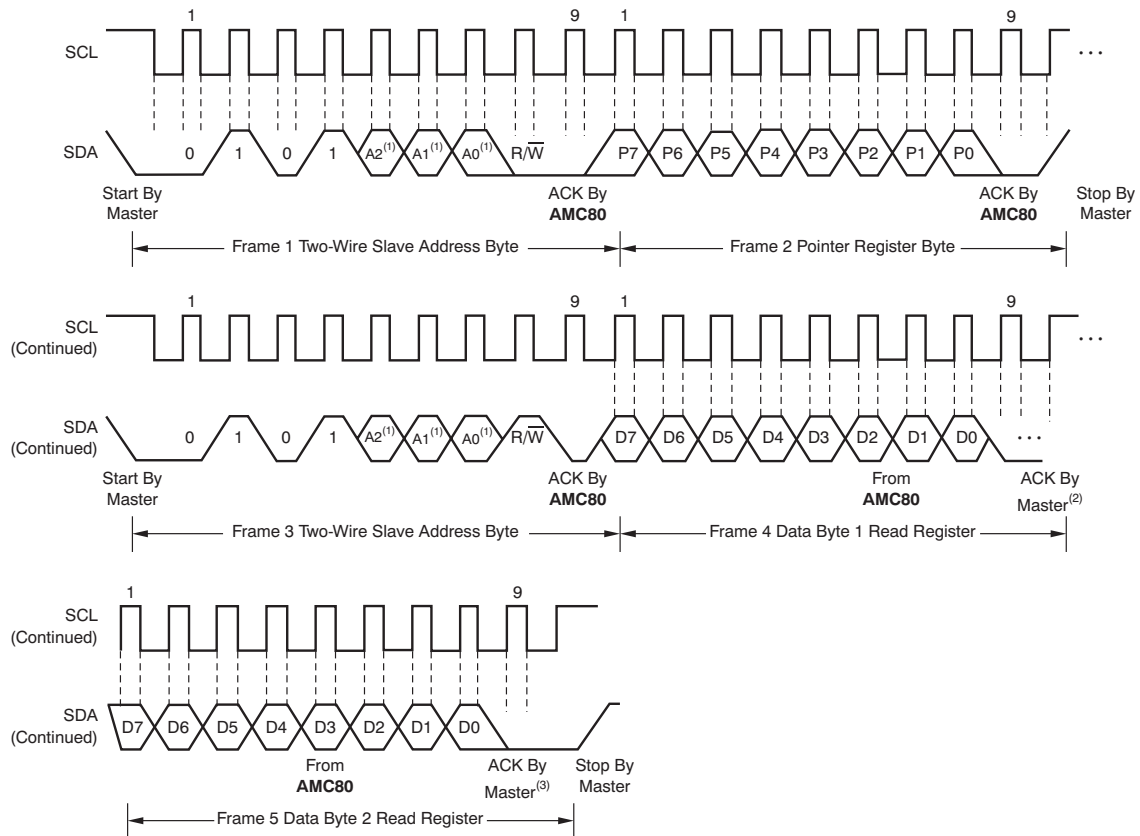 1 9 1 9
SCL
...
SDA
0 1 0 1 A2(1) A1(1) A0(1) R/W P7 P6 P5 P4 P3 P2 P1 P0
Start By
Master
ACK By
AMC80
ACK By
AMC80
Stop By
Master
Frame 1 Two-Wire Slave Address Byte
Frame 2 Pointer Register Byte
1 9 1 9
SCL
(Continued)
...
SDA
(Continued)
0 1 0 1 A2(1) A1(1) A0(1) R/W D7 D6 D5 D4 D3 D2 D1 D0 ...
Start By
Master
ACK By
AMC80
From
AMC80
ACK By
Master(2)
Frame 3 Two-Wire Slave Address Byte
Frame 4 Data Byte 1 Read Register
1 9
SCL
(Continued)
SDA
(Continued)
D7 D6 D5 D4 D3 D2 D1 D0
From
AMC80
ACK By
Master(3)
Stop By
Master
Frame 5 Data Byte 2 Read Register